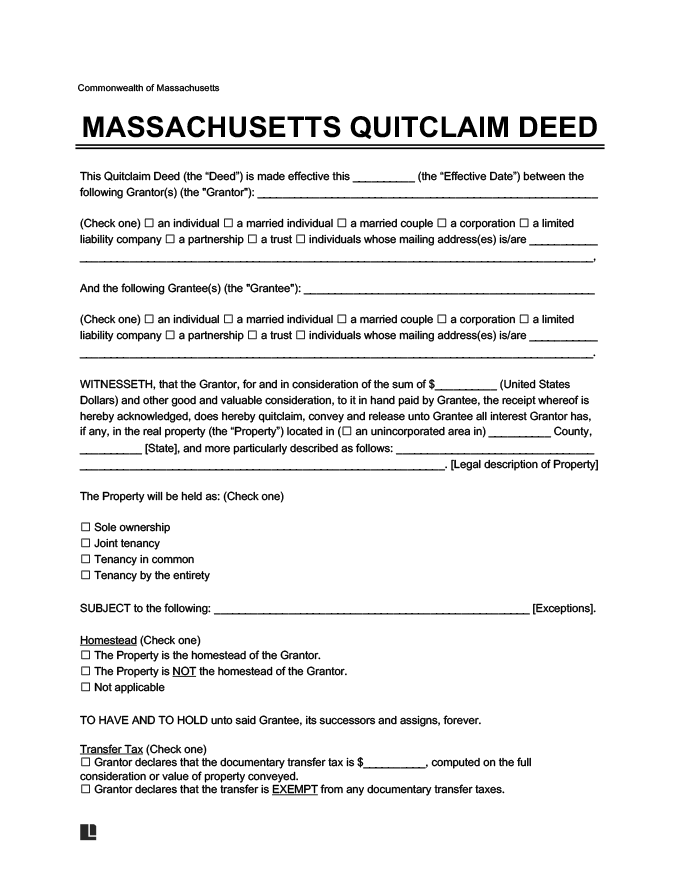 Commonwealth of Massachusetts
MASSACHUSETTS QUITCLAIM DEED
This Quitclaim Deed (the “Deed”) is made effective this __________ (the “Effective Date”) between the
following Grantor(s) (the "Grantor"): _______________________________________________________
(Check one) ☐ an individual ☐ a married individual ☐ a married couple ☐ a corporation ☐ a limited
liability company ☐ a partnership ☐ a trust ☐ individuals whose mailing address(es) is/are ___________
___________________________________________________________________________________,
And the following Grantee(s) (the "Grantee"): _______________________________________________
(Check one) ☐ an individual ☐ a married individual ☐ a married couple ☐ a corporation ☐ a limited
liability company ☐ a partnership ☐ a trust ☐ individuals whose mailing address(es) is/are ___________
___________________________________________________________________________________.
WITNESSETH, that the Grantor, for and in consideration of the sum of $__________ (United States
Dollars) and other good and valuable consideration, to it in hand paid by Grantee, the receipt whereof is
hereby acknowledged, does hereby quitclaim, convey and release unto Grantee all interest Grantor has,
if any, in the real property (the “Property”) located in (☐ an unincorporated area in) __________ County,
__________ [State], and more particularly described as follows: ________________________________
___________________________________________________________. [Legal description of Property]
The Property will be held as: (Check one)
☐ Sole ownership
☐ Joint tenancy
☐ Tenancy in common
☐ Tenancy by the entirety
SUBJECT to the following: ___________________________________________________ [Exceptions].
Homestead (Check one)
☐ The Property is the homestead of the Grantor.
☐ The Property is NOT the homestead of the Grantor.
☐ Not applicable
TO HAVE AND TO HOLD unto said Grantee, its successors and assigns, forever.
Transfer Tax (Check one)
☐ Grantor declares that the documentary transfer tax is $__________, computed on the full
consideration or value of property conveyed.
☐ Grantor declares that the transfer is EXEMPT from any documentary transfer taxes.